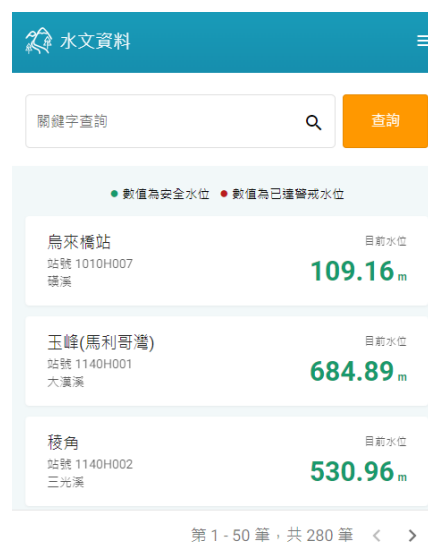 水文資料
關鍵字查詢
查詢
數值為安全水位 數值為已達警戒水位
烏來橋站
目前水位
站號 1010H007
109.16 m
礦溪
玉峰(馬利哥灣)
目前水位
站號 1140H001
684.89 m
大漢溪
稜角
目前水位
站號 1140H002
530.96 m
三光溪
第 1 - 50 筆，共 280 筆